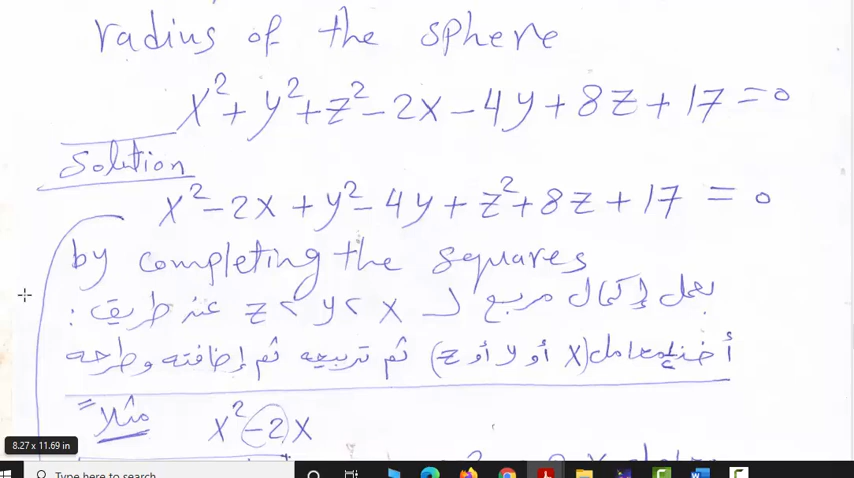 radius of the sphere
x² + y² + z² - 2x - 4y + 8z + 17 = 0
Solution
x² - 2x + y² - 4y + z² + 8z + 17 = 0
by completing the squares
بعمل إكمال مربع لـ x < y < z عن طريق :
أخذ معامل (x أو y أو z) ثم تربيعه ثم إضافته وطرحه
مثلا =
x² - 2x
8.27 x 11.69 in
Type here to search